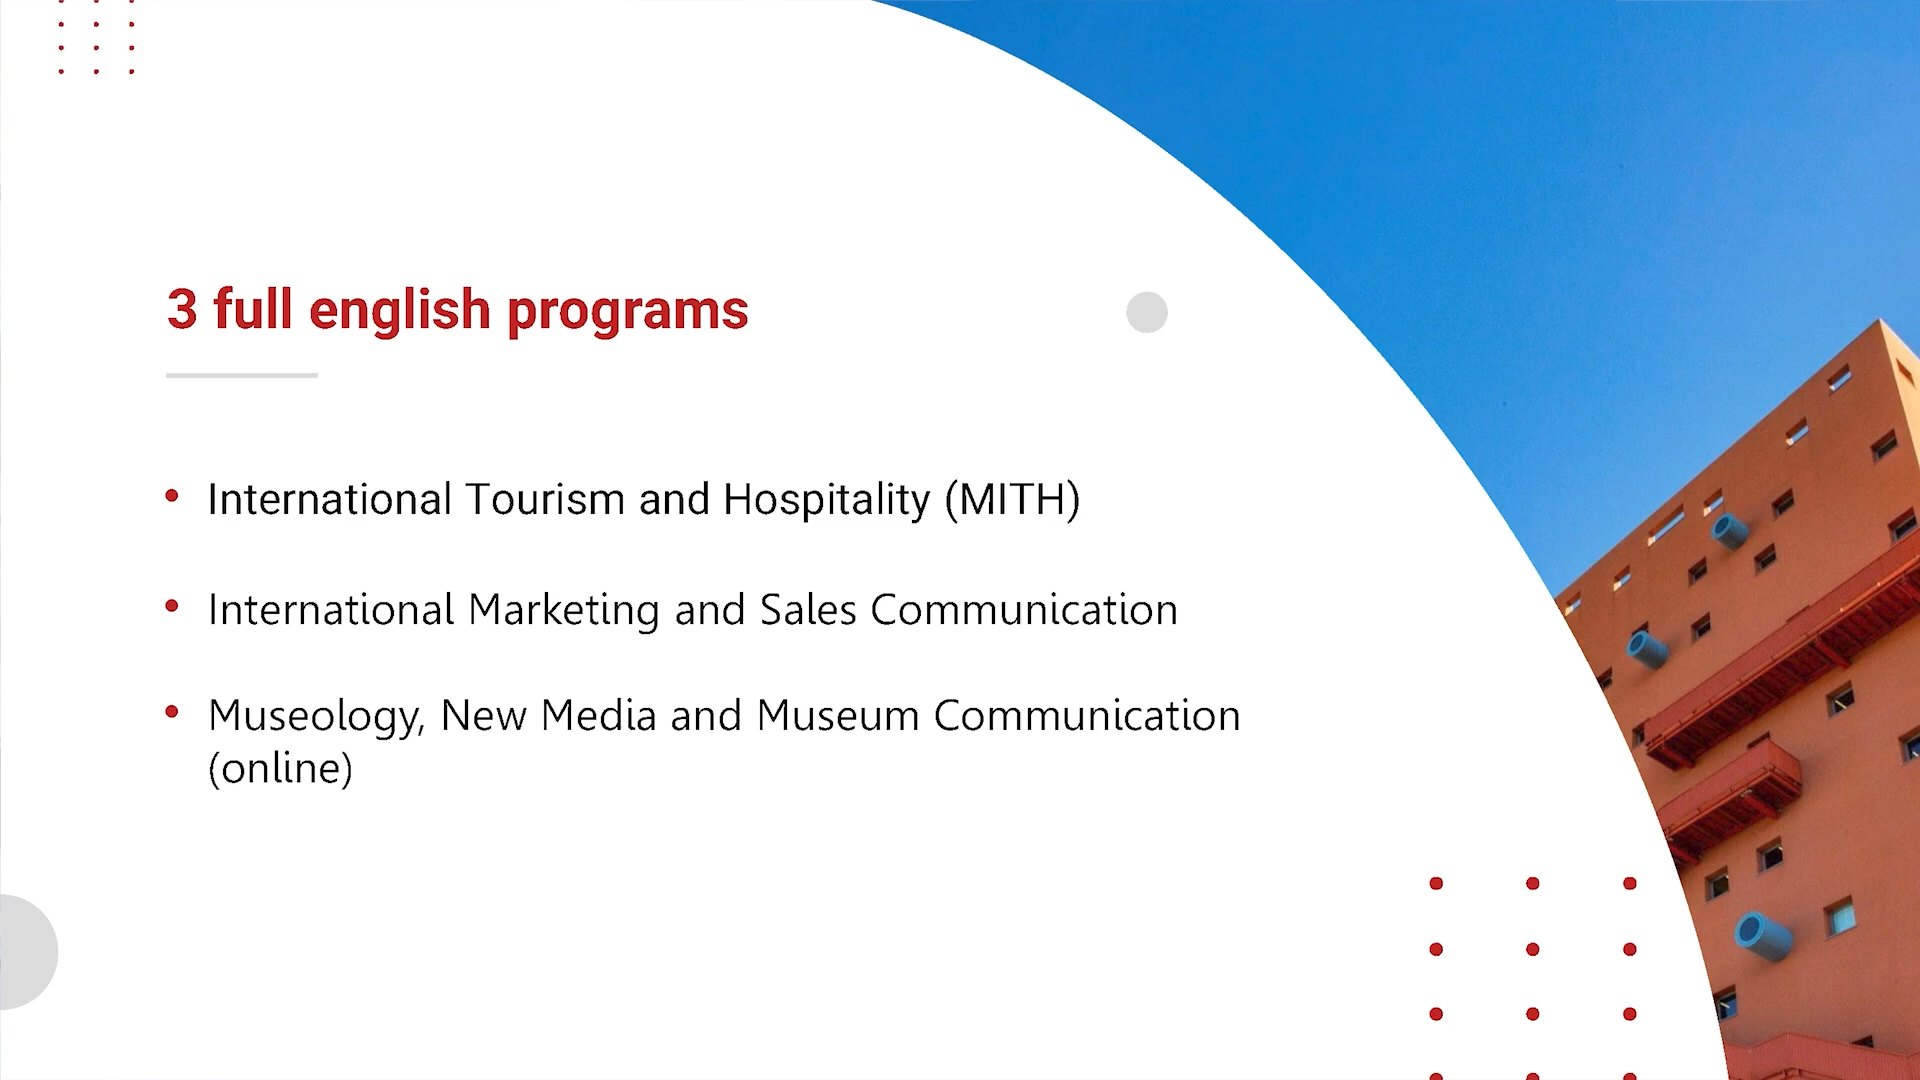 3 full english programs
• International Tourism and Hospitality (MITH)
• International Marketing and Sales Communication
• Museology, New Media and Museum Communication
(online)